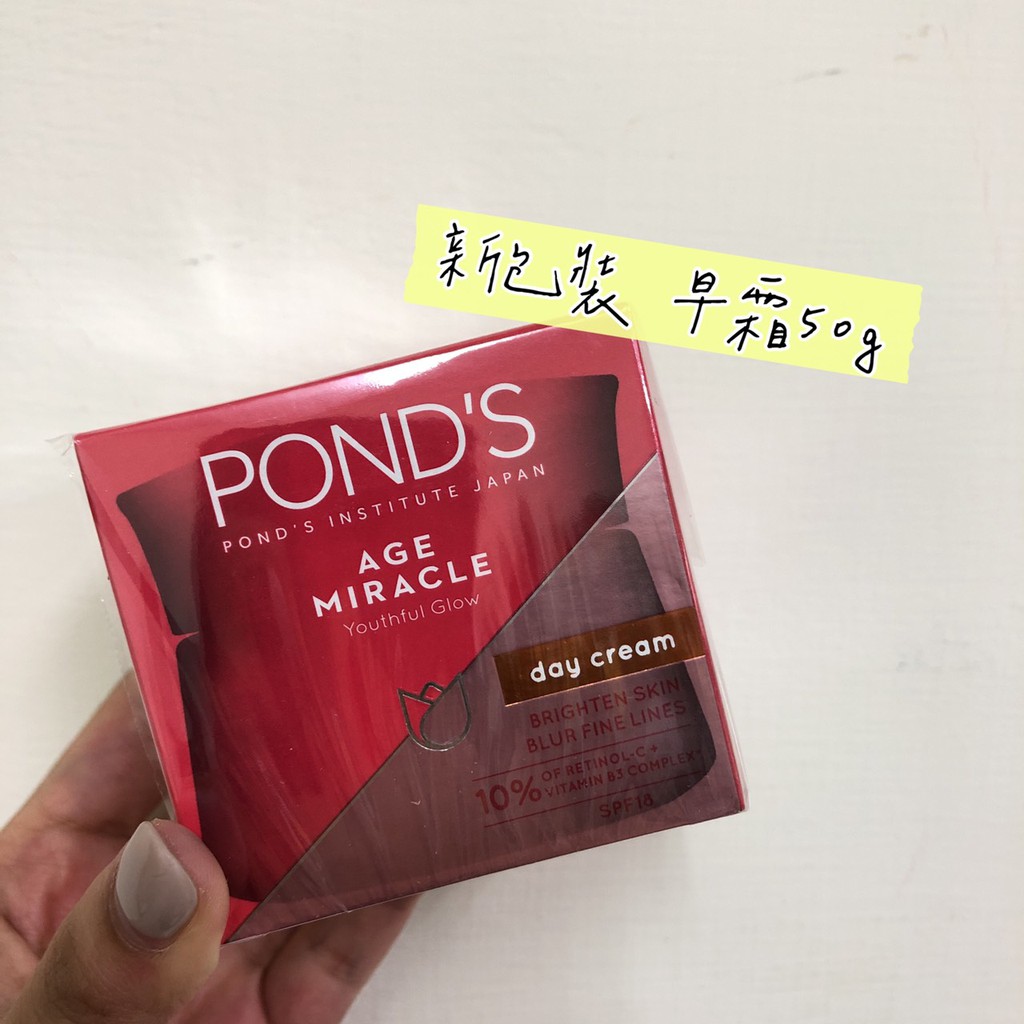 新包裝 早霜50g
POND'S
POND'S INSTITUTE JAPAN
AGE
MIRACLE
Youthful Glow
day cream
BRIGHTEN SKIN
BLUR FINE LINES
10% OF RETINOL-C +
VITAMIN B3 COMPLEX
SPF18